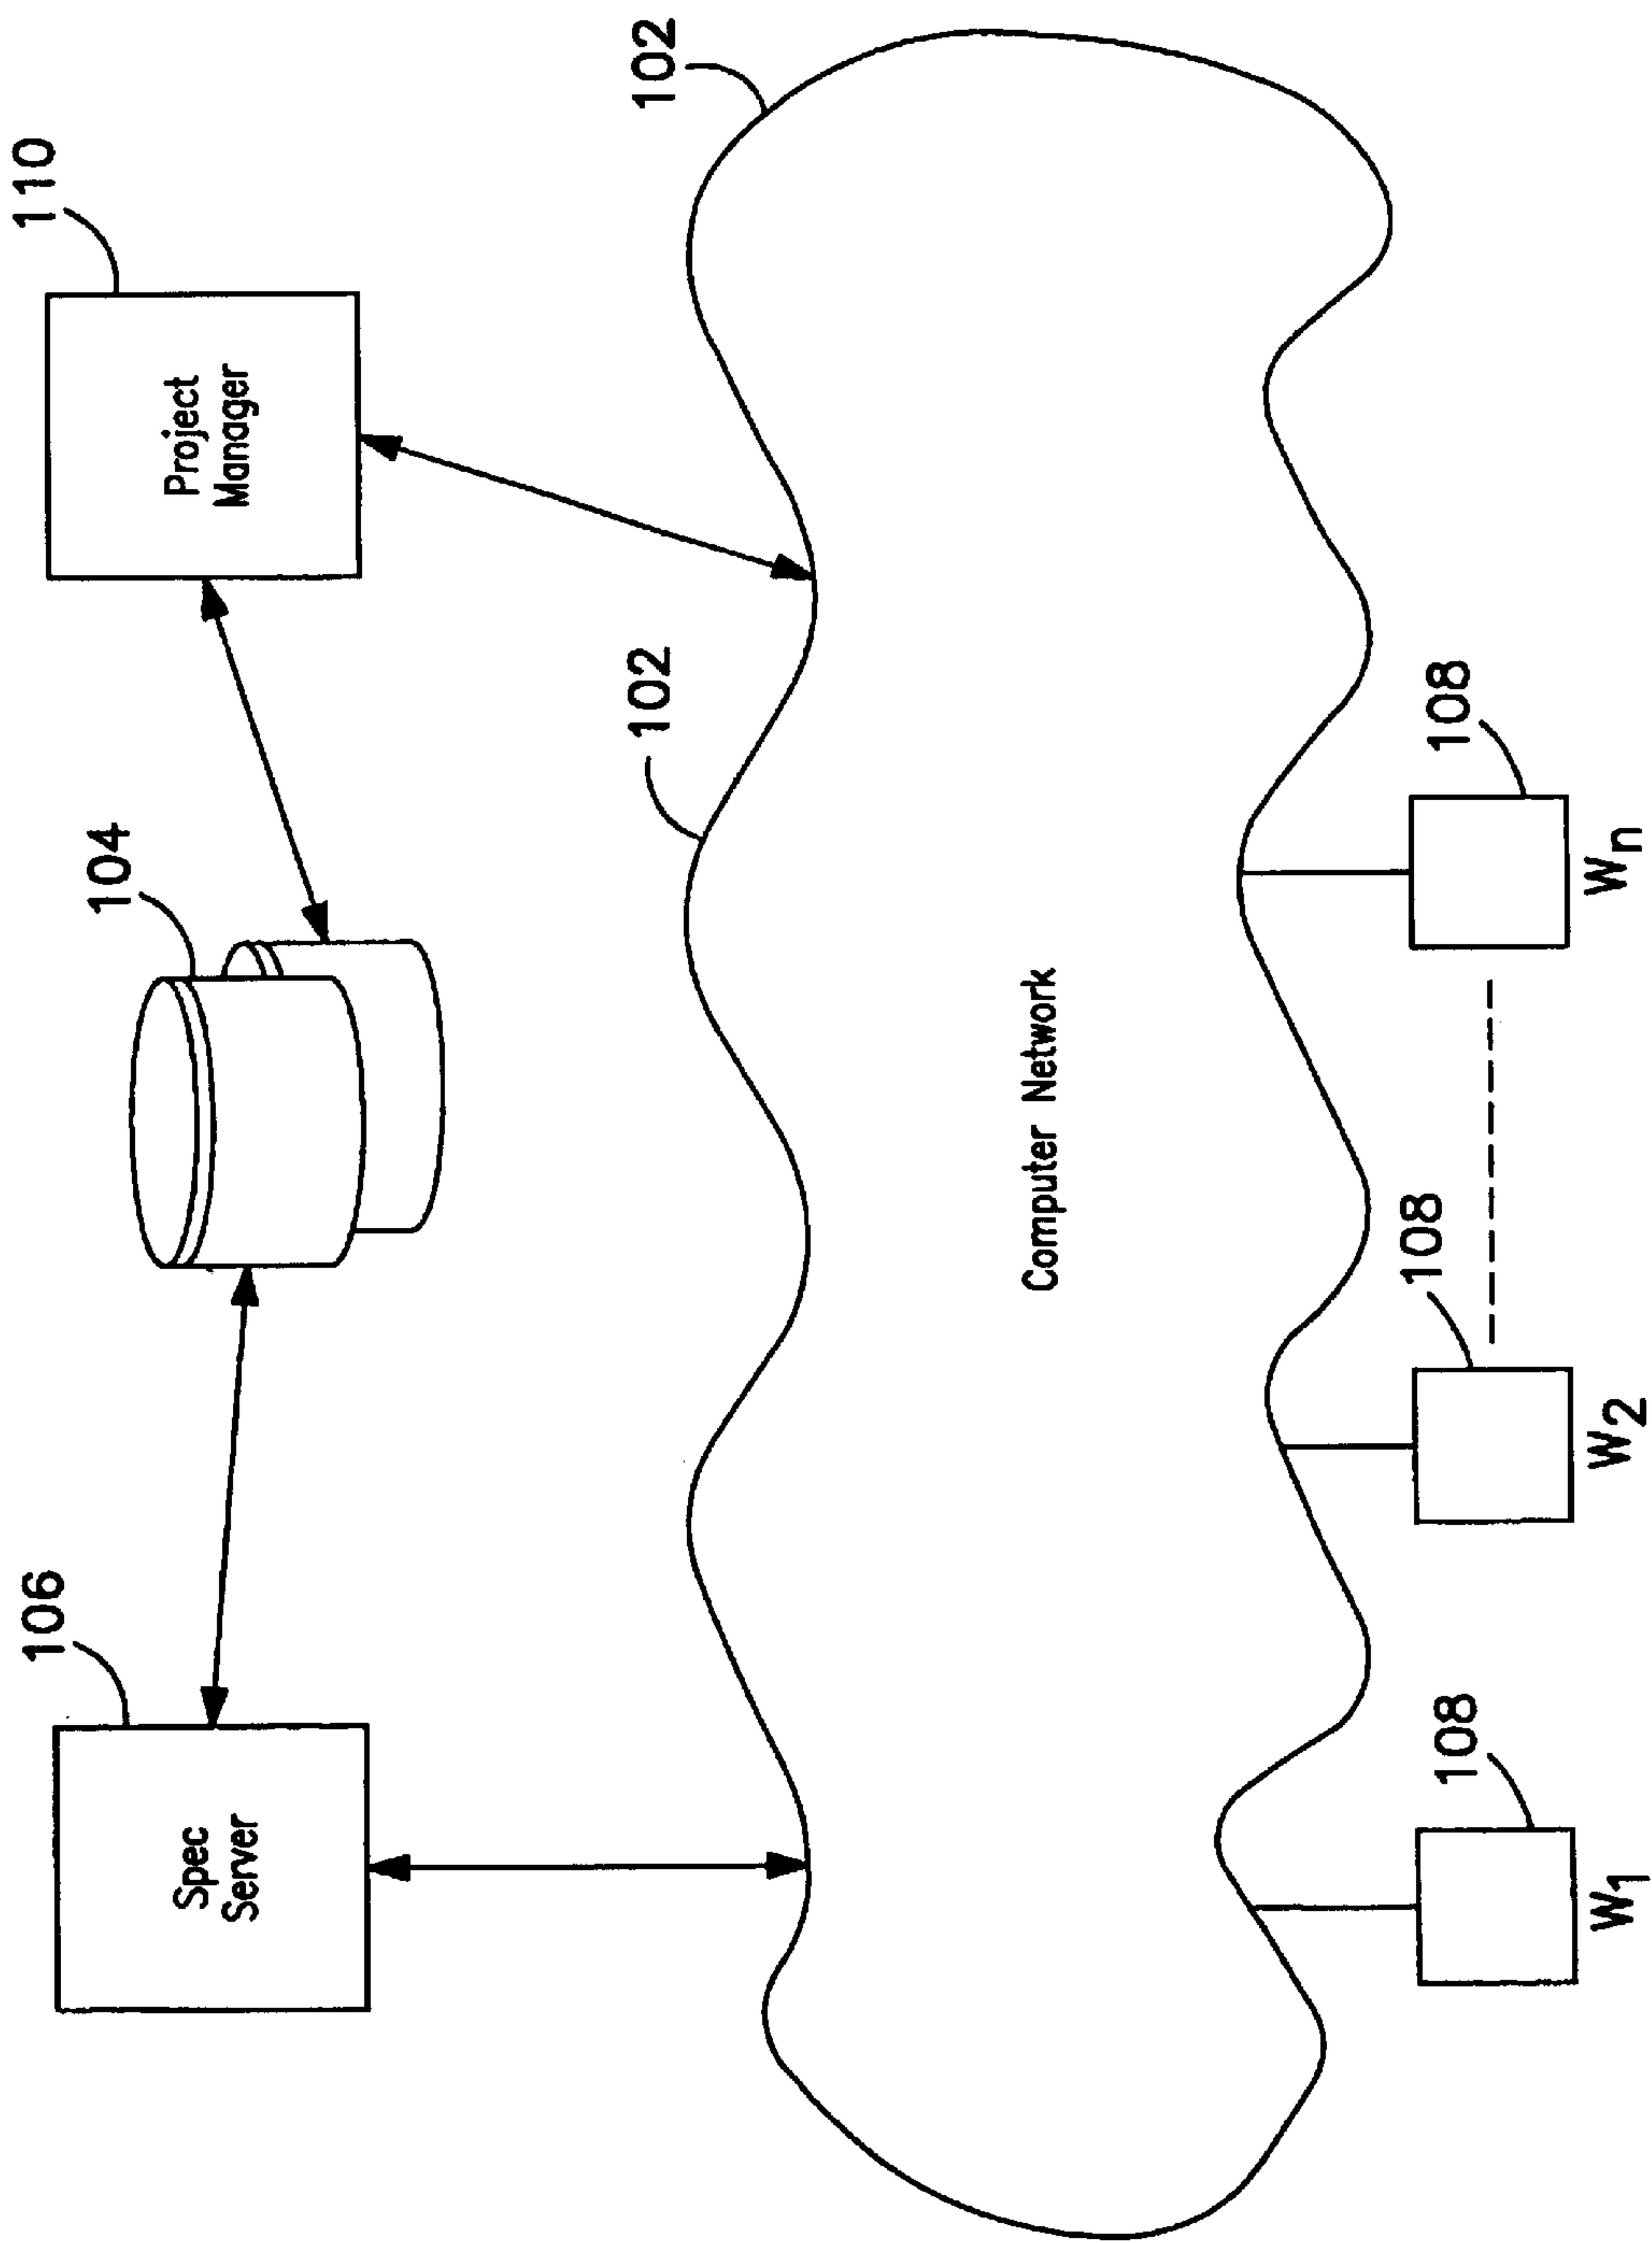 106
104
110
Spec
Server
Project
Manager
102
102
Computer Network
108
108
108
W1
W2
Wn